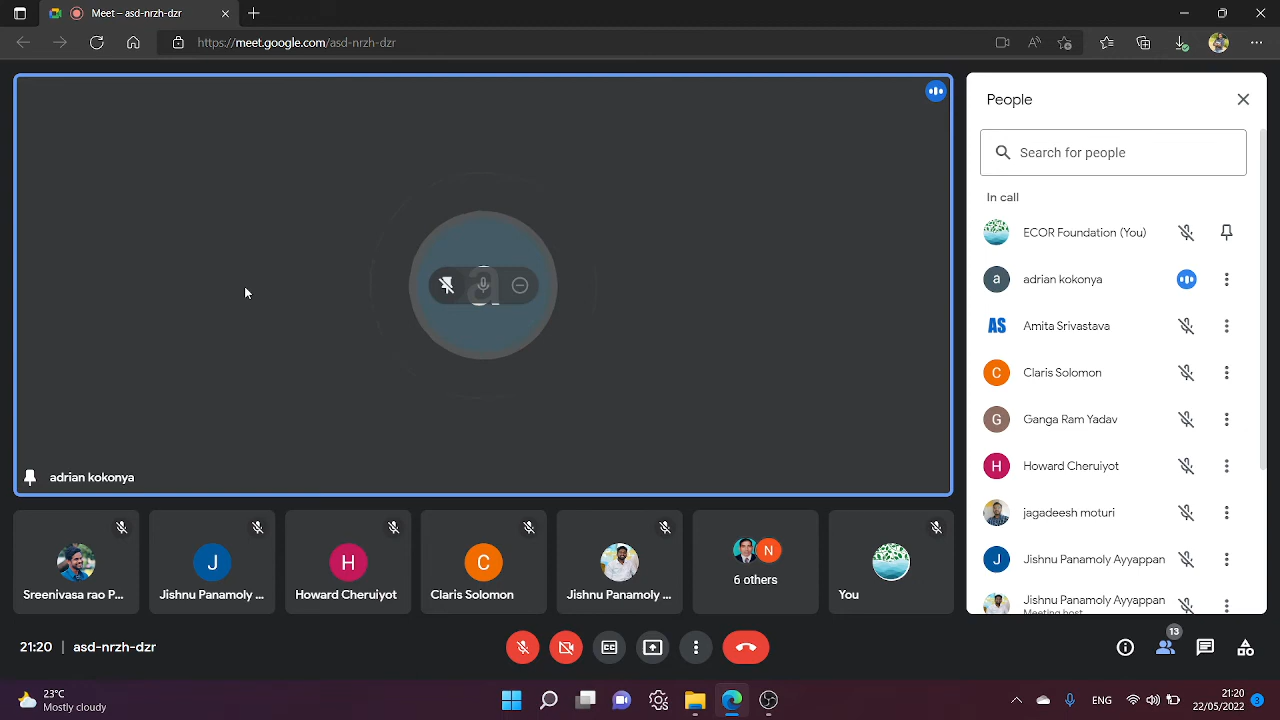 Meet – asd-nrzh-dzr
https://meet.google.com/asd-nrzh-dzr
a
adrian kokonya
Sreenivasa rao P...
J
Jishnu Panamoly ...
H
Howard Cheruiyot
C
Claris Solomon
Jishnu Panamoly ...
N
6 others
You
People
Search for people
In call
ECOR Foundation (You)
a
adrian kokonya
AS
Amita Srivastava
C
Claris Solomon
G
Ganga Ram Yadav
H
Howard Cheruiyot
jagadeesh moturi
J
Jishnu Panamoly Ayyappan
Jishnu Panamoly Ayyappan
Meeting host
21:20 | asd-nrzh-dzr
CC
13
23°C
Mostly cloudy
ENG
21:20
22/05/2022
3